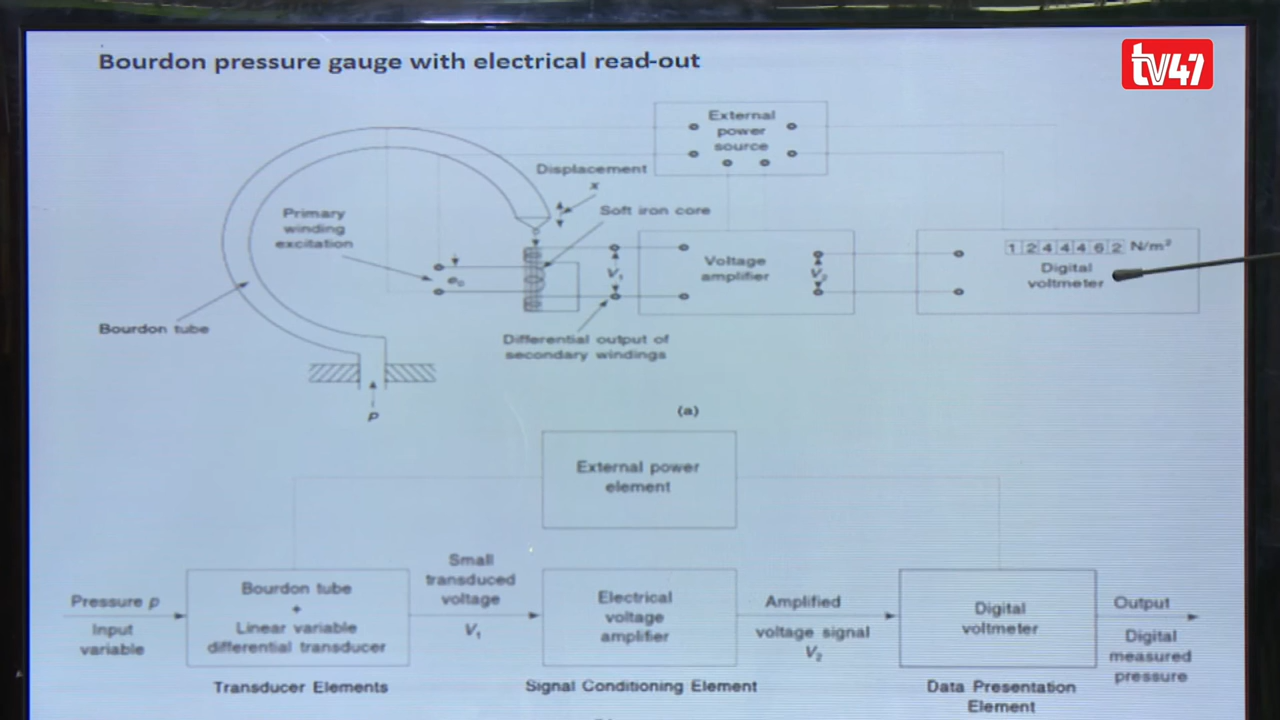 Bourdon pressure gauge with electrical read-out
tv47
External
power
source
Displacement
x
Soft iron core
Primary
winding
excitation
Voltage
amplifier
1 2 4 4 4 6 2 N/m²
Digital
voltmeter
V₁
V₂
Bourdon tube
Differential output of
secondary windings
p
(a)
External power
element
Small
transduced
voltage
V₁
Pressure p
Input
variable
Bourdon tube
+
Linear variable
differential transducer
Electrical
voltage
amplifier
Amplified
voltage signal
V₂
Digital
voltmeter
Output
Digital
measured
pressure
Transducer Elements
Signal Conditioning Element
Data Presentation
Element